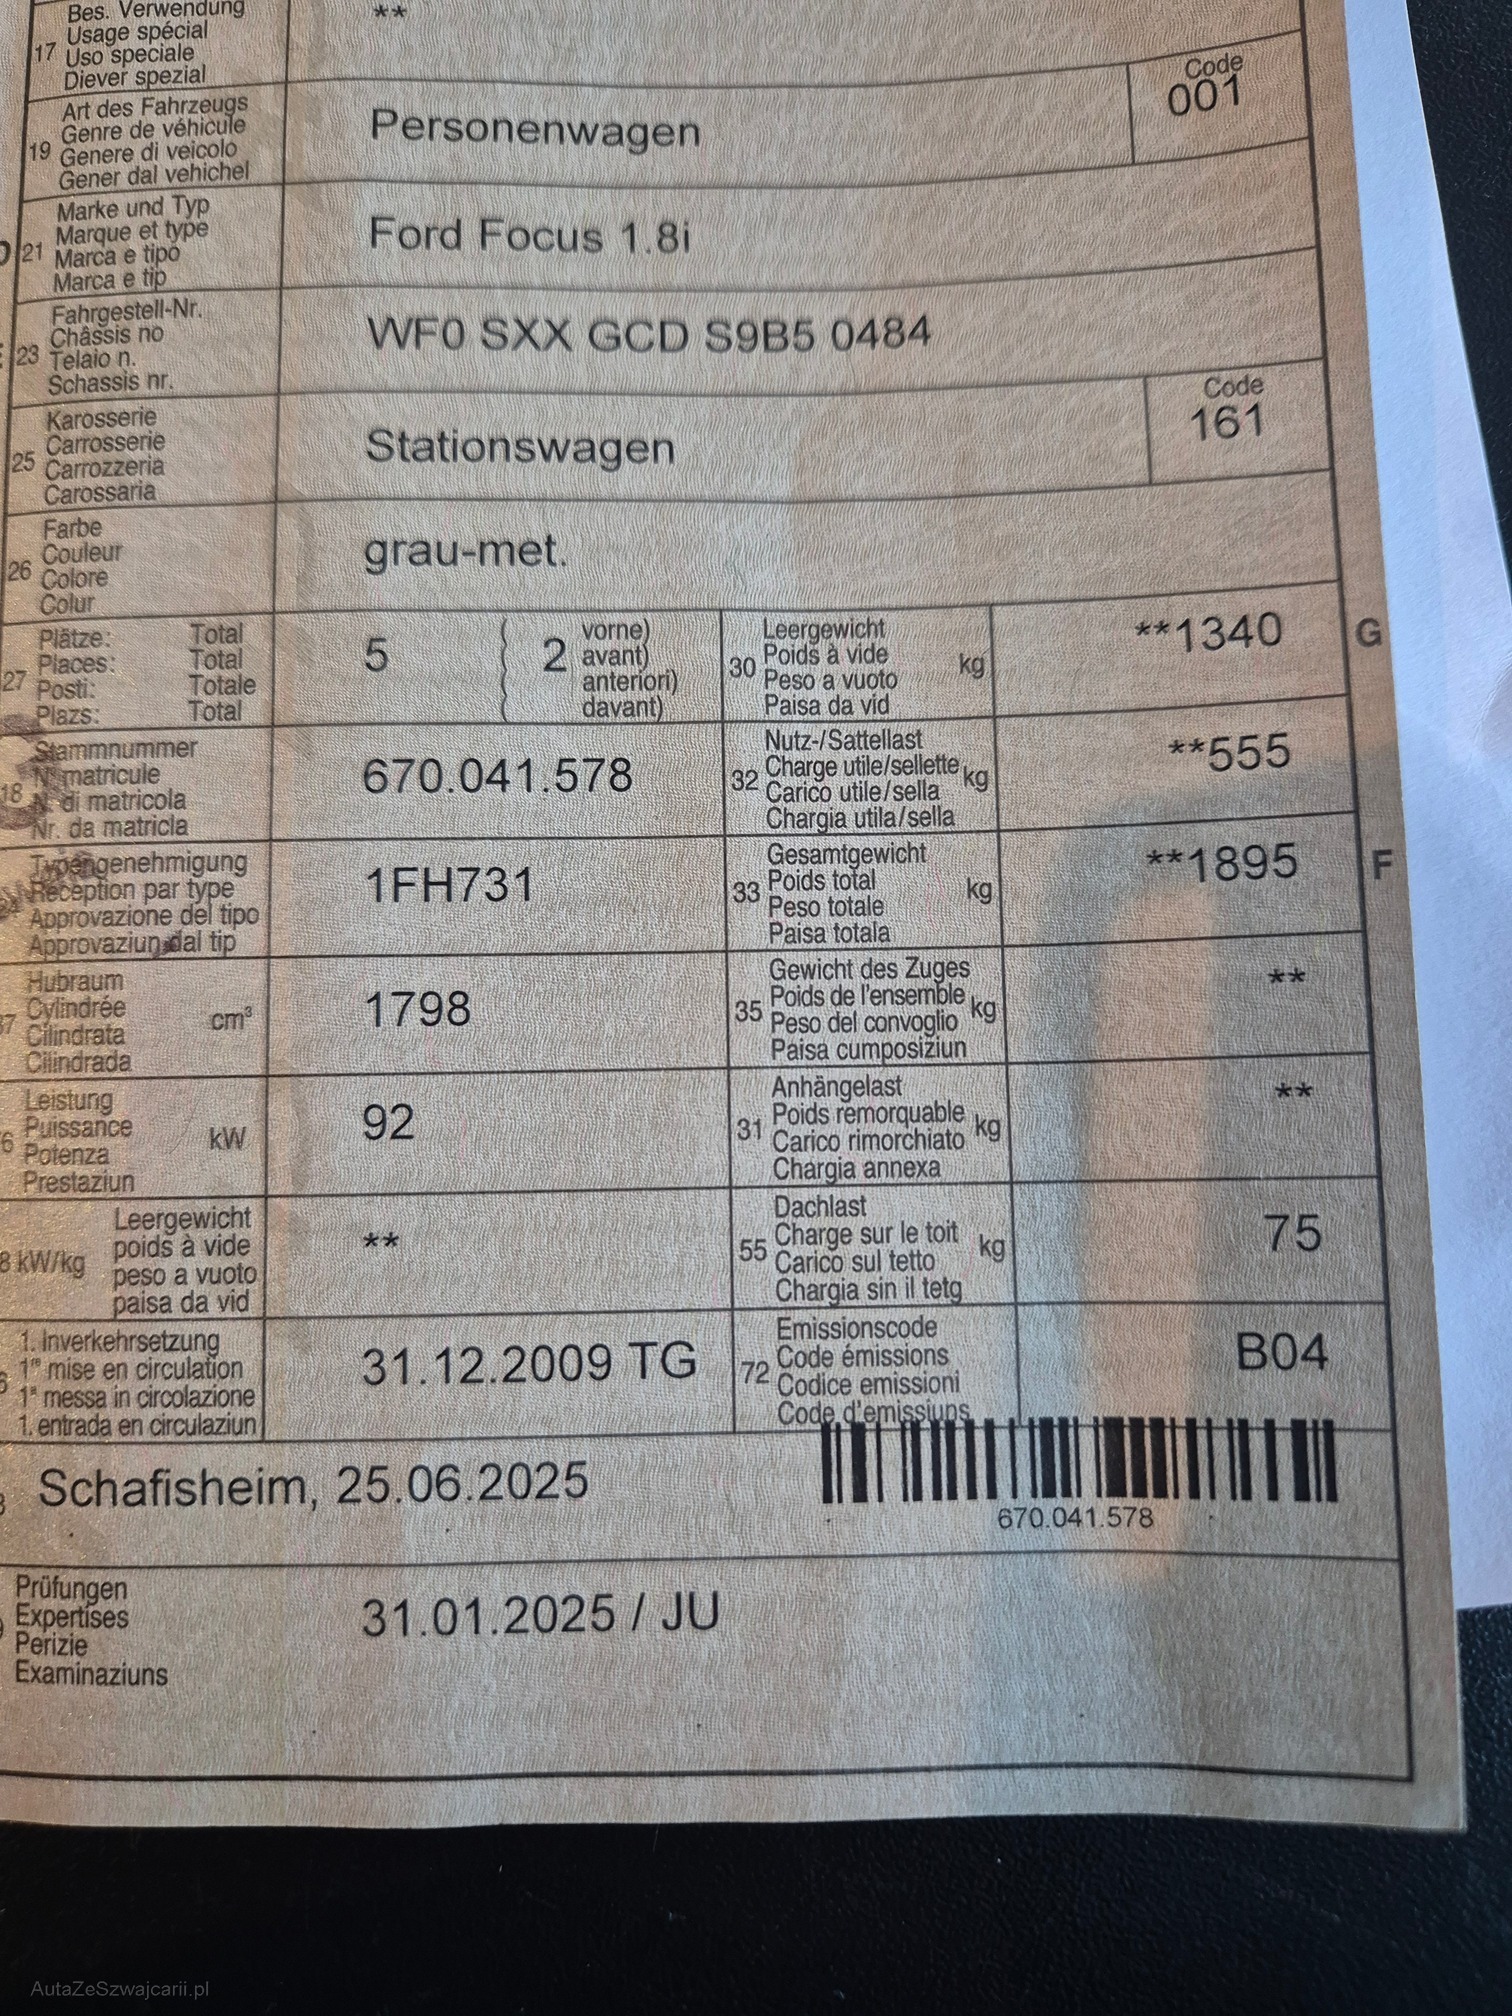 Bes. Verwendung
Usage spécial
17 Uso speciale
Diever spezial
**
Art des Fahrzeugs
Genre de véhicule
19 Genere di veicolo
Gener dal vehichel
Personenwagen
Code
001
Marke und Typ
Marque et type
21 Marca e tipo
Marca e tip
Ford Focus 1.8i
Fahrgestell-Nr.
Châssis no
23 Telaio n.
Schassis nr.
WF0 SXX GCD S9B5 0484
Karosserie
Carrosserie
25 Carrozzeria
Carossaria
Stationswagen
Code
161
Farbe
Couleur
26 Colore
Colur
grau-met.
Plätze: Total
Places: Total
27 Posti: Totale
Plazs: Total
5
2
vorne)
avant)
anteriori)
davant)
Leergewicht
30 Poids à vide kg
Peso a vuoto
Paisa da vid
**1340
G
Stammnummer
N. matricule
18 N. di matricola
Nr. da matricla
670.041.578
Nutz-/Sattellast
32 Charge utile/sellette kg
Carico utile/sella
Chargia utila/sella
**555
Typengenehmigung
Réception par type
Approvazione del tipo
Approvaziun dal tip
1FH731
Gesamtgewicht
33 Poids total kg
Peso totale
Paisa totala
**1895
F
Hubraum
Cylindrée
Cilindrata cm³
Cilindrada
1798
Gewicht des Zuges
35 Poids de l'ensemble kg
Peso del convoglio
Paisa cumposiziun
**
Leistung
Puissance
6 Potenza kW
Prestaziun
92
Anhängelast
31 Poids remorquable kg
Carico rimorchiato
Chargia annexa
**
Leergewicht
poids à vide
8 kW/kg peso a vuoto
paisa da vid
**
Dachlast
55 Charge sur le toit kg
Carico sul tetto
Chargia sin il tetg
75
1. Inverkehrsetzung
1re mise en circulation
1a messa in circolazione
1. entrada en circulaziun
31.12.2009 TG
Emissionscode
72 Code émissions
Codice emissioni
Code d'emissiuns
B04
Schafisheim, 25.06.2025
670.041.578
Prüfungen
Expertises
Perizie
Examinaziuns
31.01.2025 / JU
AutaZeSzwajcarii.pl